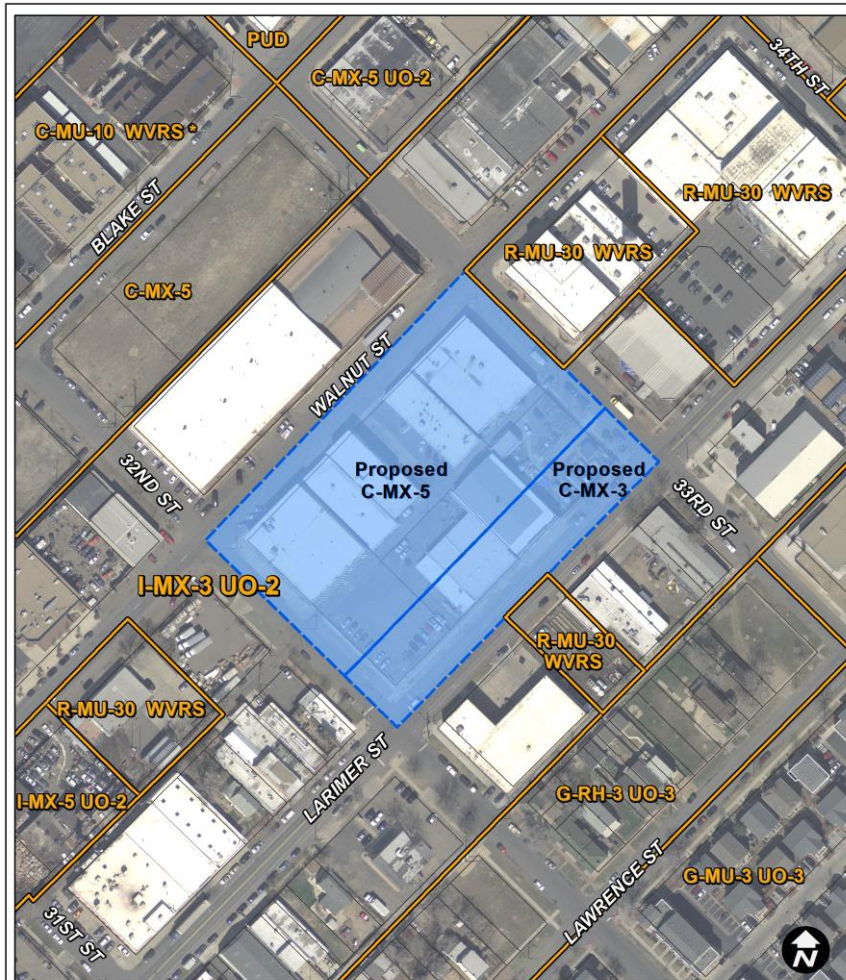 PUD
34TH ST
C-MX-5 UO-2
C-MU-10 WVRS *
R-MU-30 WVRS
BLAKE ST
R-MU-30 WVRS
C-MX-5
WALNUT ST
Proposed
C-MX-5
Proposed
C-MX-3
32ND ST
33RD ST
I-MX-3 UO-2
R-MU-30
WVRS
R-MU-30 WVRS
LARIMER ST
I-MX-5 UO-2
G-RH-3 UO-3
LAWRENCE ST
G-MU-3 UO-3
31ST ST
N